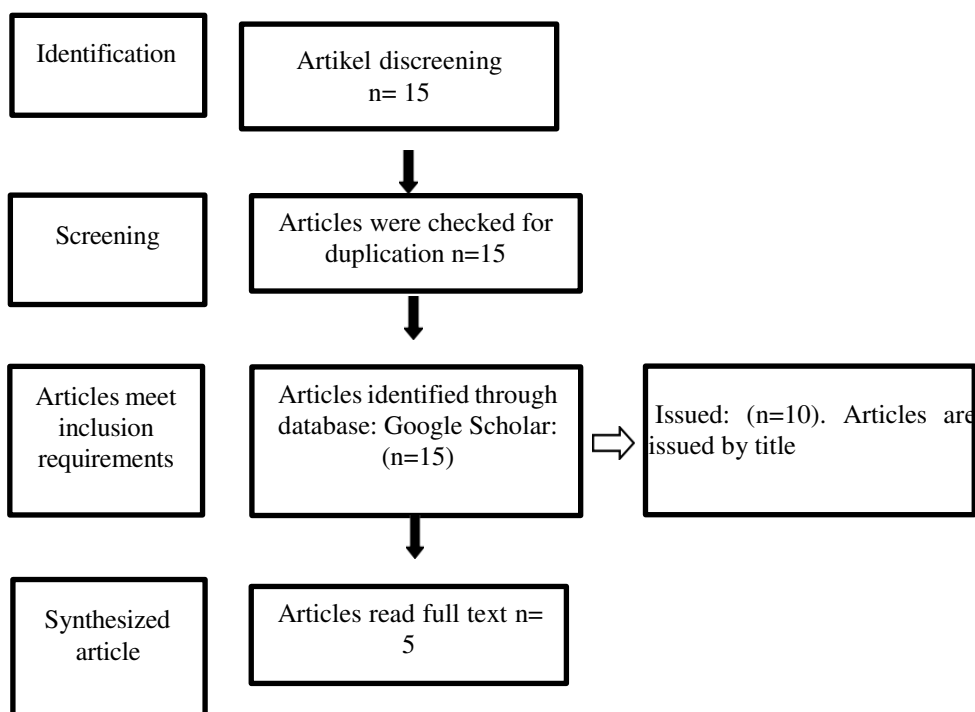 Identification
Artikel discreening
n= 15
Screening
Articles were checked for
duplication n=15
Articles meet
inclusion
requirements
Articles identified through
database: Google Scholar:
(n=15)
Issued: (n=10). Articles are
issued by title
Synthesized
article
Articles read full text n=
5